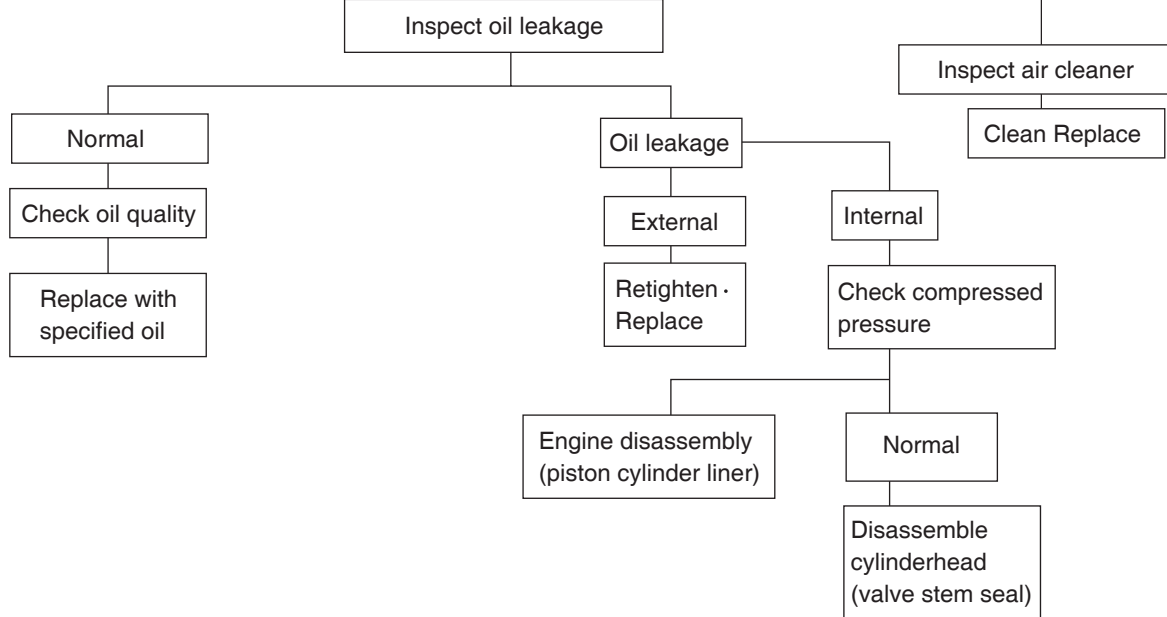 Inspect oil leakage
Inspect air cleaner
Clean Replace
Normal
Oil leakage
Check oil quality
External
Internal
Replace with
specified oil
Retighten ·
Replace
Check compressed
pressure
Engine disassembly
(piston cylinder liner)
Normal
Disassemble
cylinderhead
(valve stem seal)